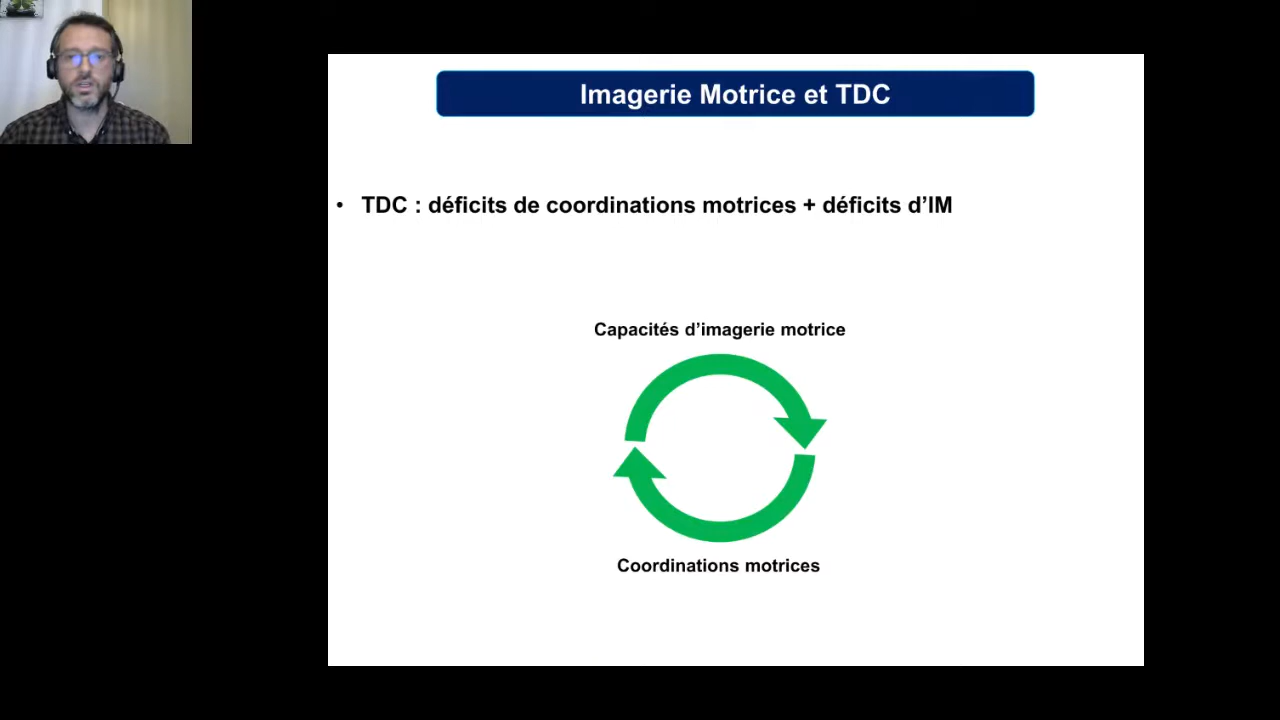 Imagerie Motrice et TDC
• TDC : déficits de coordinations motrices + déficits d’IM
Capacités d’imagerie motrice
Coordinations motrices